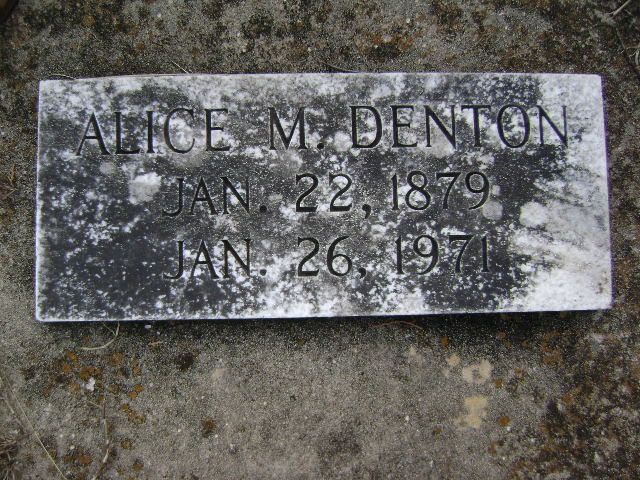 ALICE M. DENTON
JAN. 22, 1879
JAN. 26, 1971